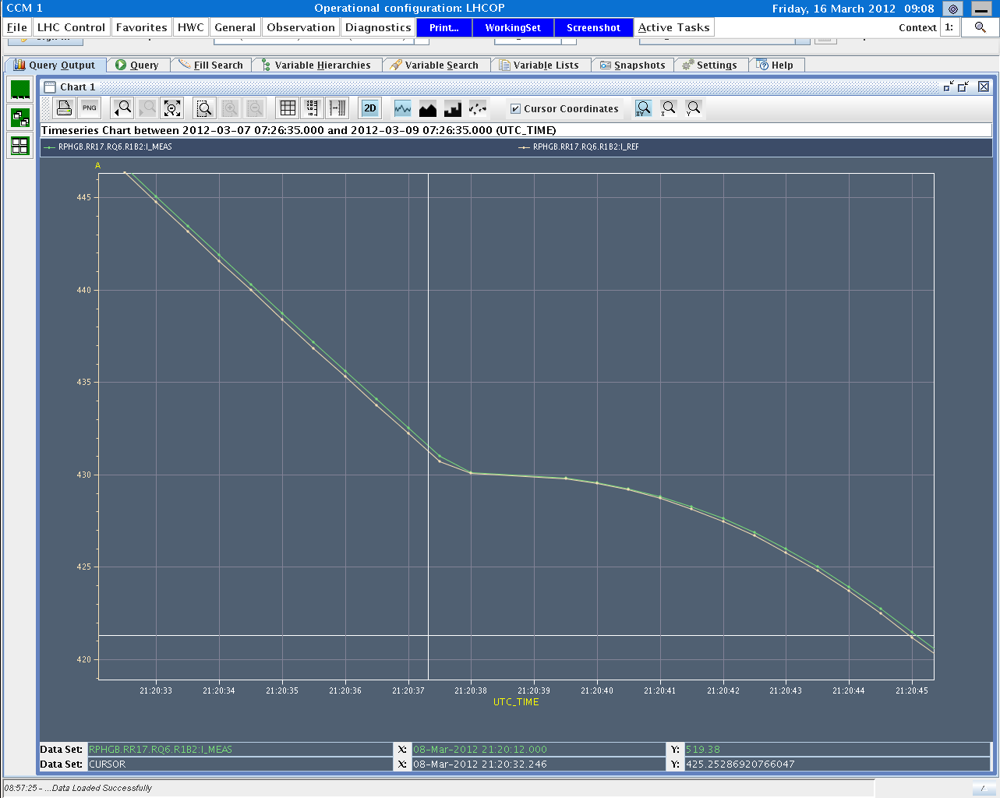 CCM 1 Operational configuration: LHCOP Friday, 16 March 2012 09:08
File LHC Control Favorites HWC General Observation Diagnostics Print... WorkingSet Screenshot Active Tasks Context 1:
Query Output Query Fill Search Variable Hierarchies Variable Search Variable Lists Snapshots Settings Help
Chart 1
PNG 2D Cursor Coordinates XY X Y
Timeseries Chart between 2012-03-07 07:26:35.000 and 2012-03-09 07:26:35.000 (UTC_TIME)
RPHGB.RR17.RQ6.R1B2:I_MEAS RPHGB.RR17.RQ6.R1B2:I_REF
A
445
440
435
430
425
420
21:20:33 21:20:34 21:20:35 21:20:36 21:20:37 21:20:38 21:20:39 21:20:40 21:20:41 21:20:42 21:20:43 21:20:44 21:20:45
UTC_TIME
Data Set: RPHGB.RR17.RQ6.R1B2:I_MEAS X: 08-Mar-2012 21:20:12.000 Y: 519.38
Data Set: CURSOR X: 08-Mar-2012 21:20:32.246 Y: 425.25286920766047
08:57:25 - ...Data Loaded Successfully